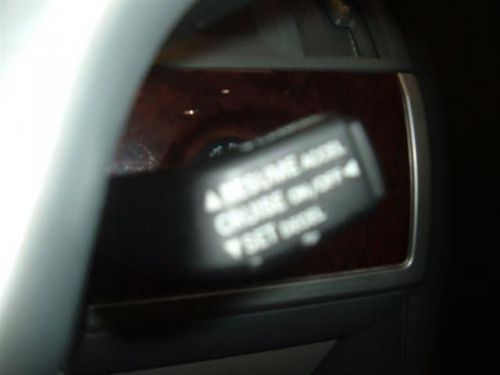 ▲ RESUME ACCEL
CRUISE ON/OFF ◀
▼ SET DECEL